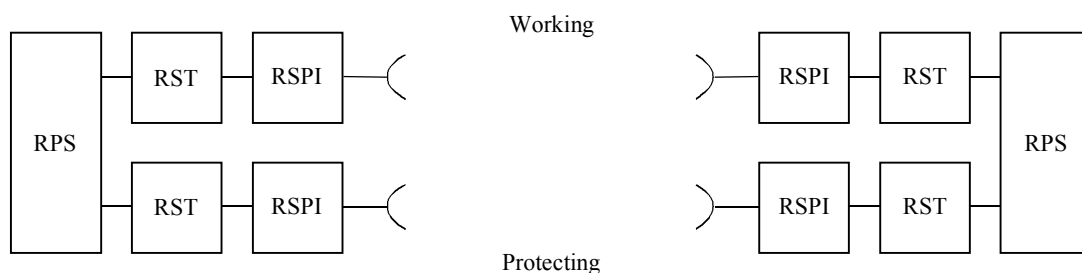 Working
RST RSPI RSPI RST
RPS RPS
RST RSPI RSPI RST
Protecting